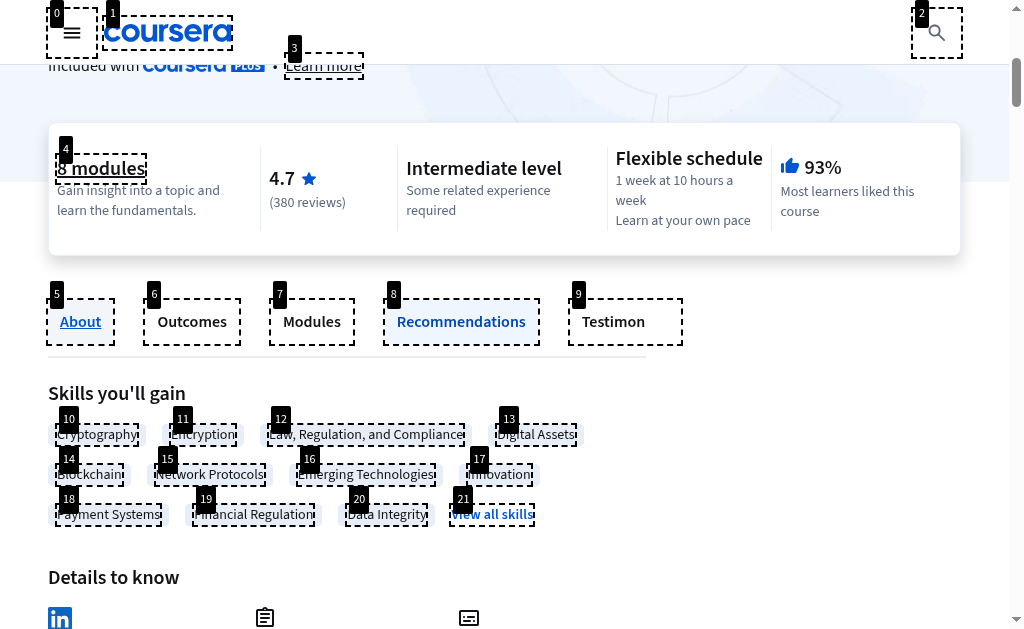 coursera
Included with coursera PLUS • Learn more
8 modules
Gain insight into a topic and
learn the fundamentals.
4.7
(380 reviews)
Intermediate level
Some related experience
required
Flexible schedule
1 week at 10 hours a
week
Learn at your own pace
93%
Most learners liked this
course
About Outcomes Modules Recommendations Testimon
Skills you'll gain
Cryptography Encryption Law, Regulation, and Compliance Digital Assets
Blockchain Network Protocols Emerging Technologies Innovation
Payment Systems Financial Regulation Data Integrity View all skills
Details to know
in
0
1
2
3
4
5
6
7
8
9
10
11
12
13
14
15
16
17
18
19
20
21